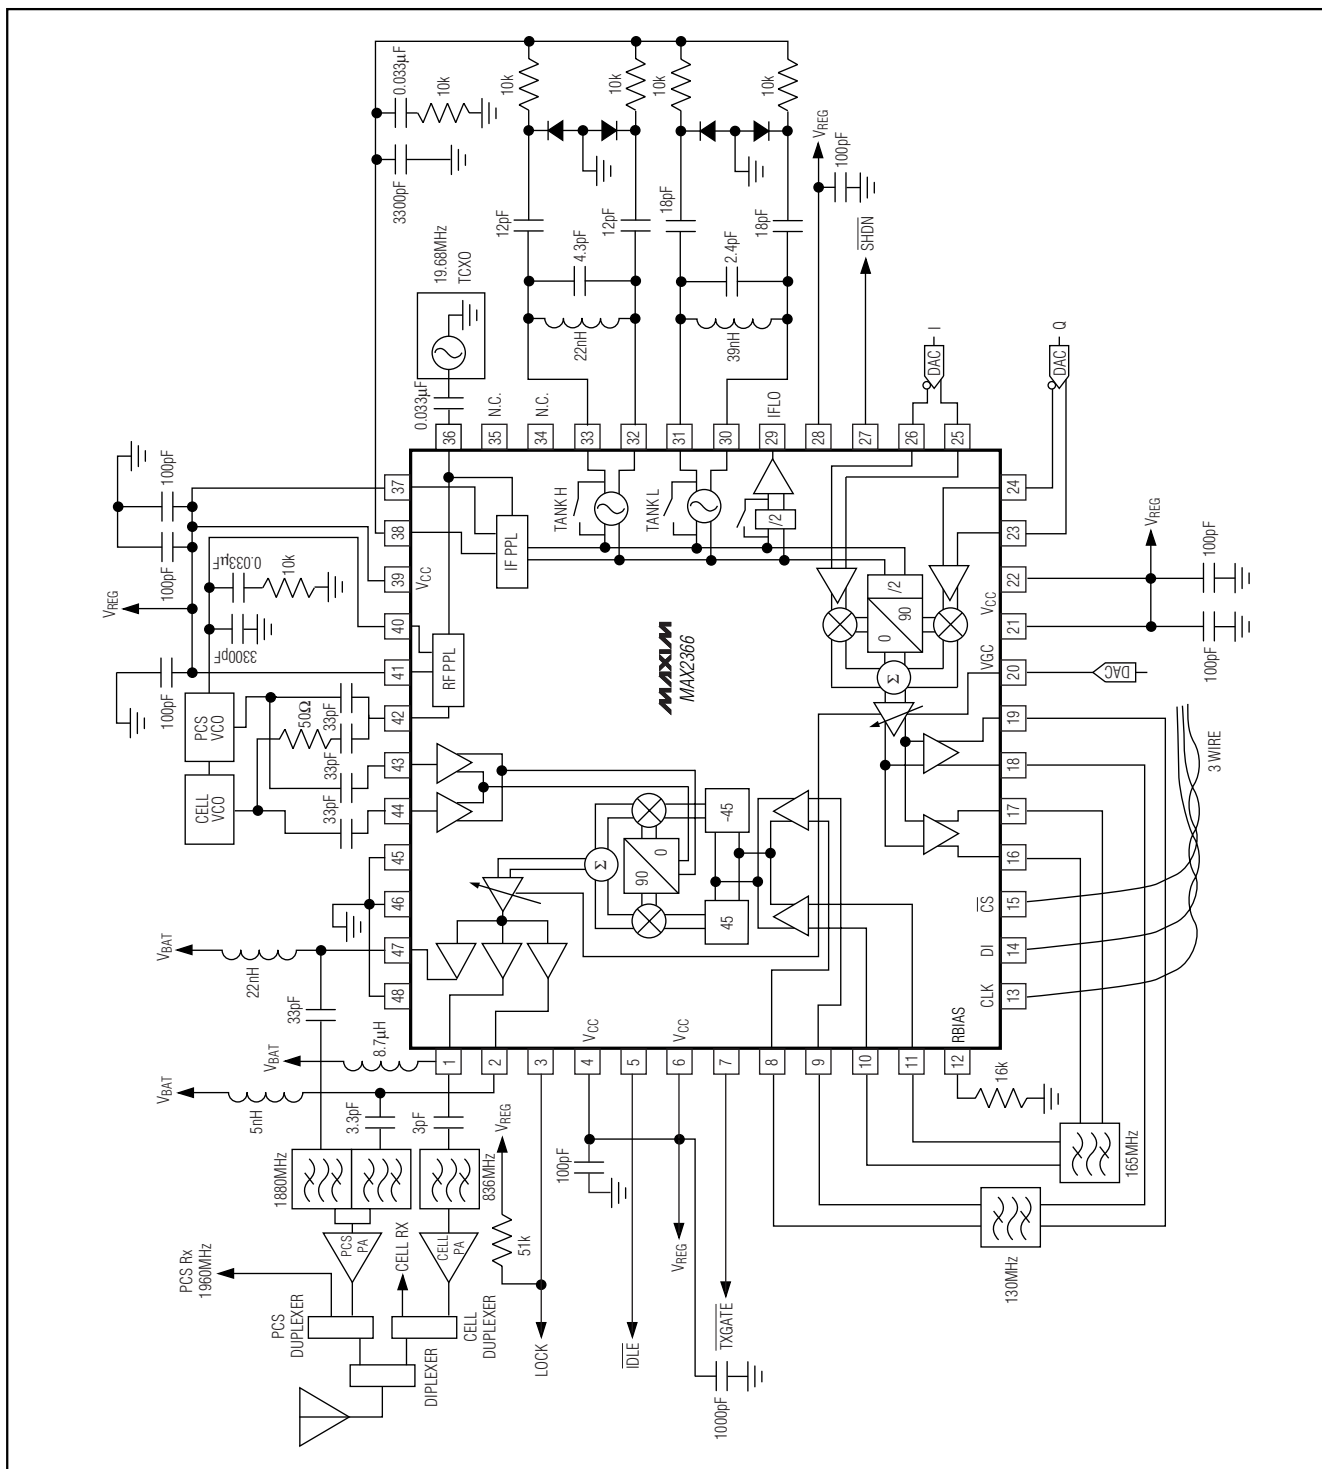 0.033µF
10k
3300pF
10k
10k
10k
10k
12pF
12pF
18pF
18pF
4.3pF
2.4pF
22nH
39nH
VREG
100pF
SHDN
19.68MHz
TCXO
0.033µF
N.C.
N.C.
IFLO
DAC
I
DAC
Q
36
35
34
33
32
31
30
29
28
27
26
25
100pF
100pF
VREG
0.033µF
10k
3300pF
100pF
PCS
VCO
CELL
VCO
50Ω
33pF
33pF
33pF
33pF
37
38
39
40
41
42
43
44
45
46
47
48
VCC
RF PPL
IF PPL
TANK H
TANK L
/2
/2
90
0
Σ
MAXIM
MAX2366
Σ
90
0
-45
45
24
23
22
21
20
19
18
17
16
15
14
13
VCC
VGC
CS
DI
CLK
VREG
100pF
100pF
DAC
3 WIRE
VBAT
22nH
33pF
VBAT
8.7µH
VBAT
5nH
3.3pF
3pF
1
2
3
4
5
6
7
8
9
10
11
12
VCC
VCC
RBIAS
16k
165MHz
130MHz
1880MHz
836MHz
PCS
PA
CELL
PA
PCS Rx
1960MHz
CELL RX
PCS
DUPLEXER
CELL
DUPLEXER
DIPLEXER
VREG
51k
LOCK
IDLE
100pF
VREG
TXGATE
1000pF